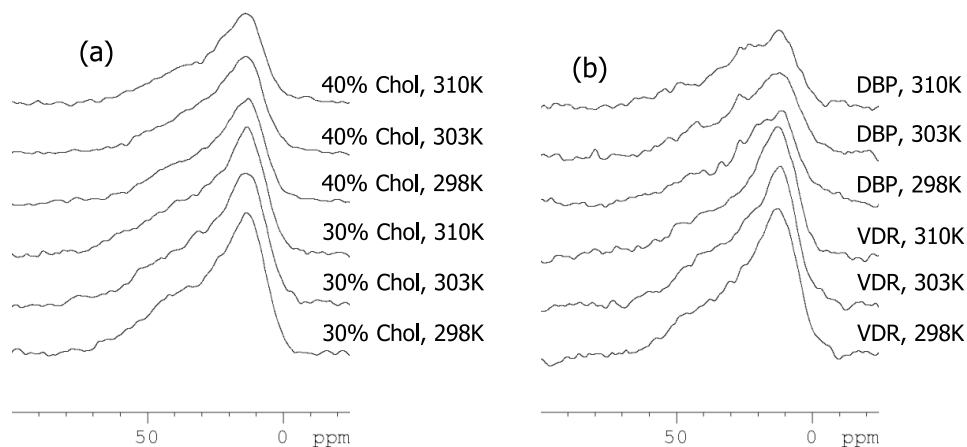 (a)
40% Chol, 310K
40% Chol, 303K
40% Chol, 298K
30% Chol, 310K
30% Chol, 303K
30% Chol, 298K
50 0 ppm
(b)
DBP, 310K
DBP, 303K
DBP, 298K
VDR, 310K
VDR, 303K
VDR, 298K
50 0 ppm